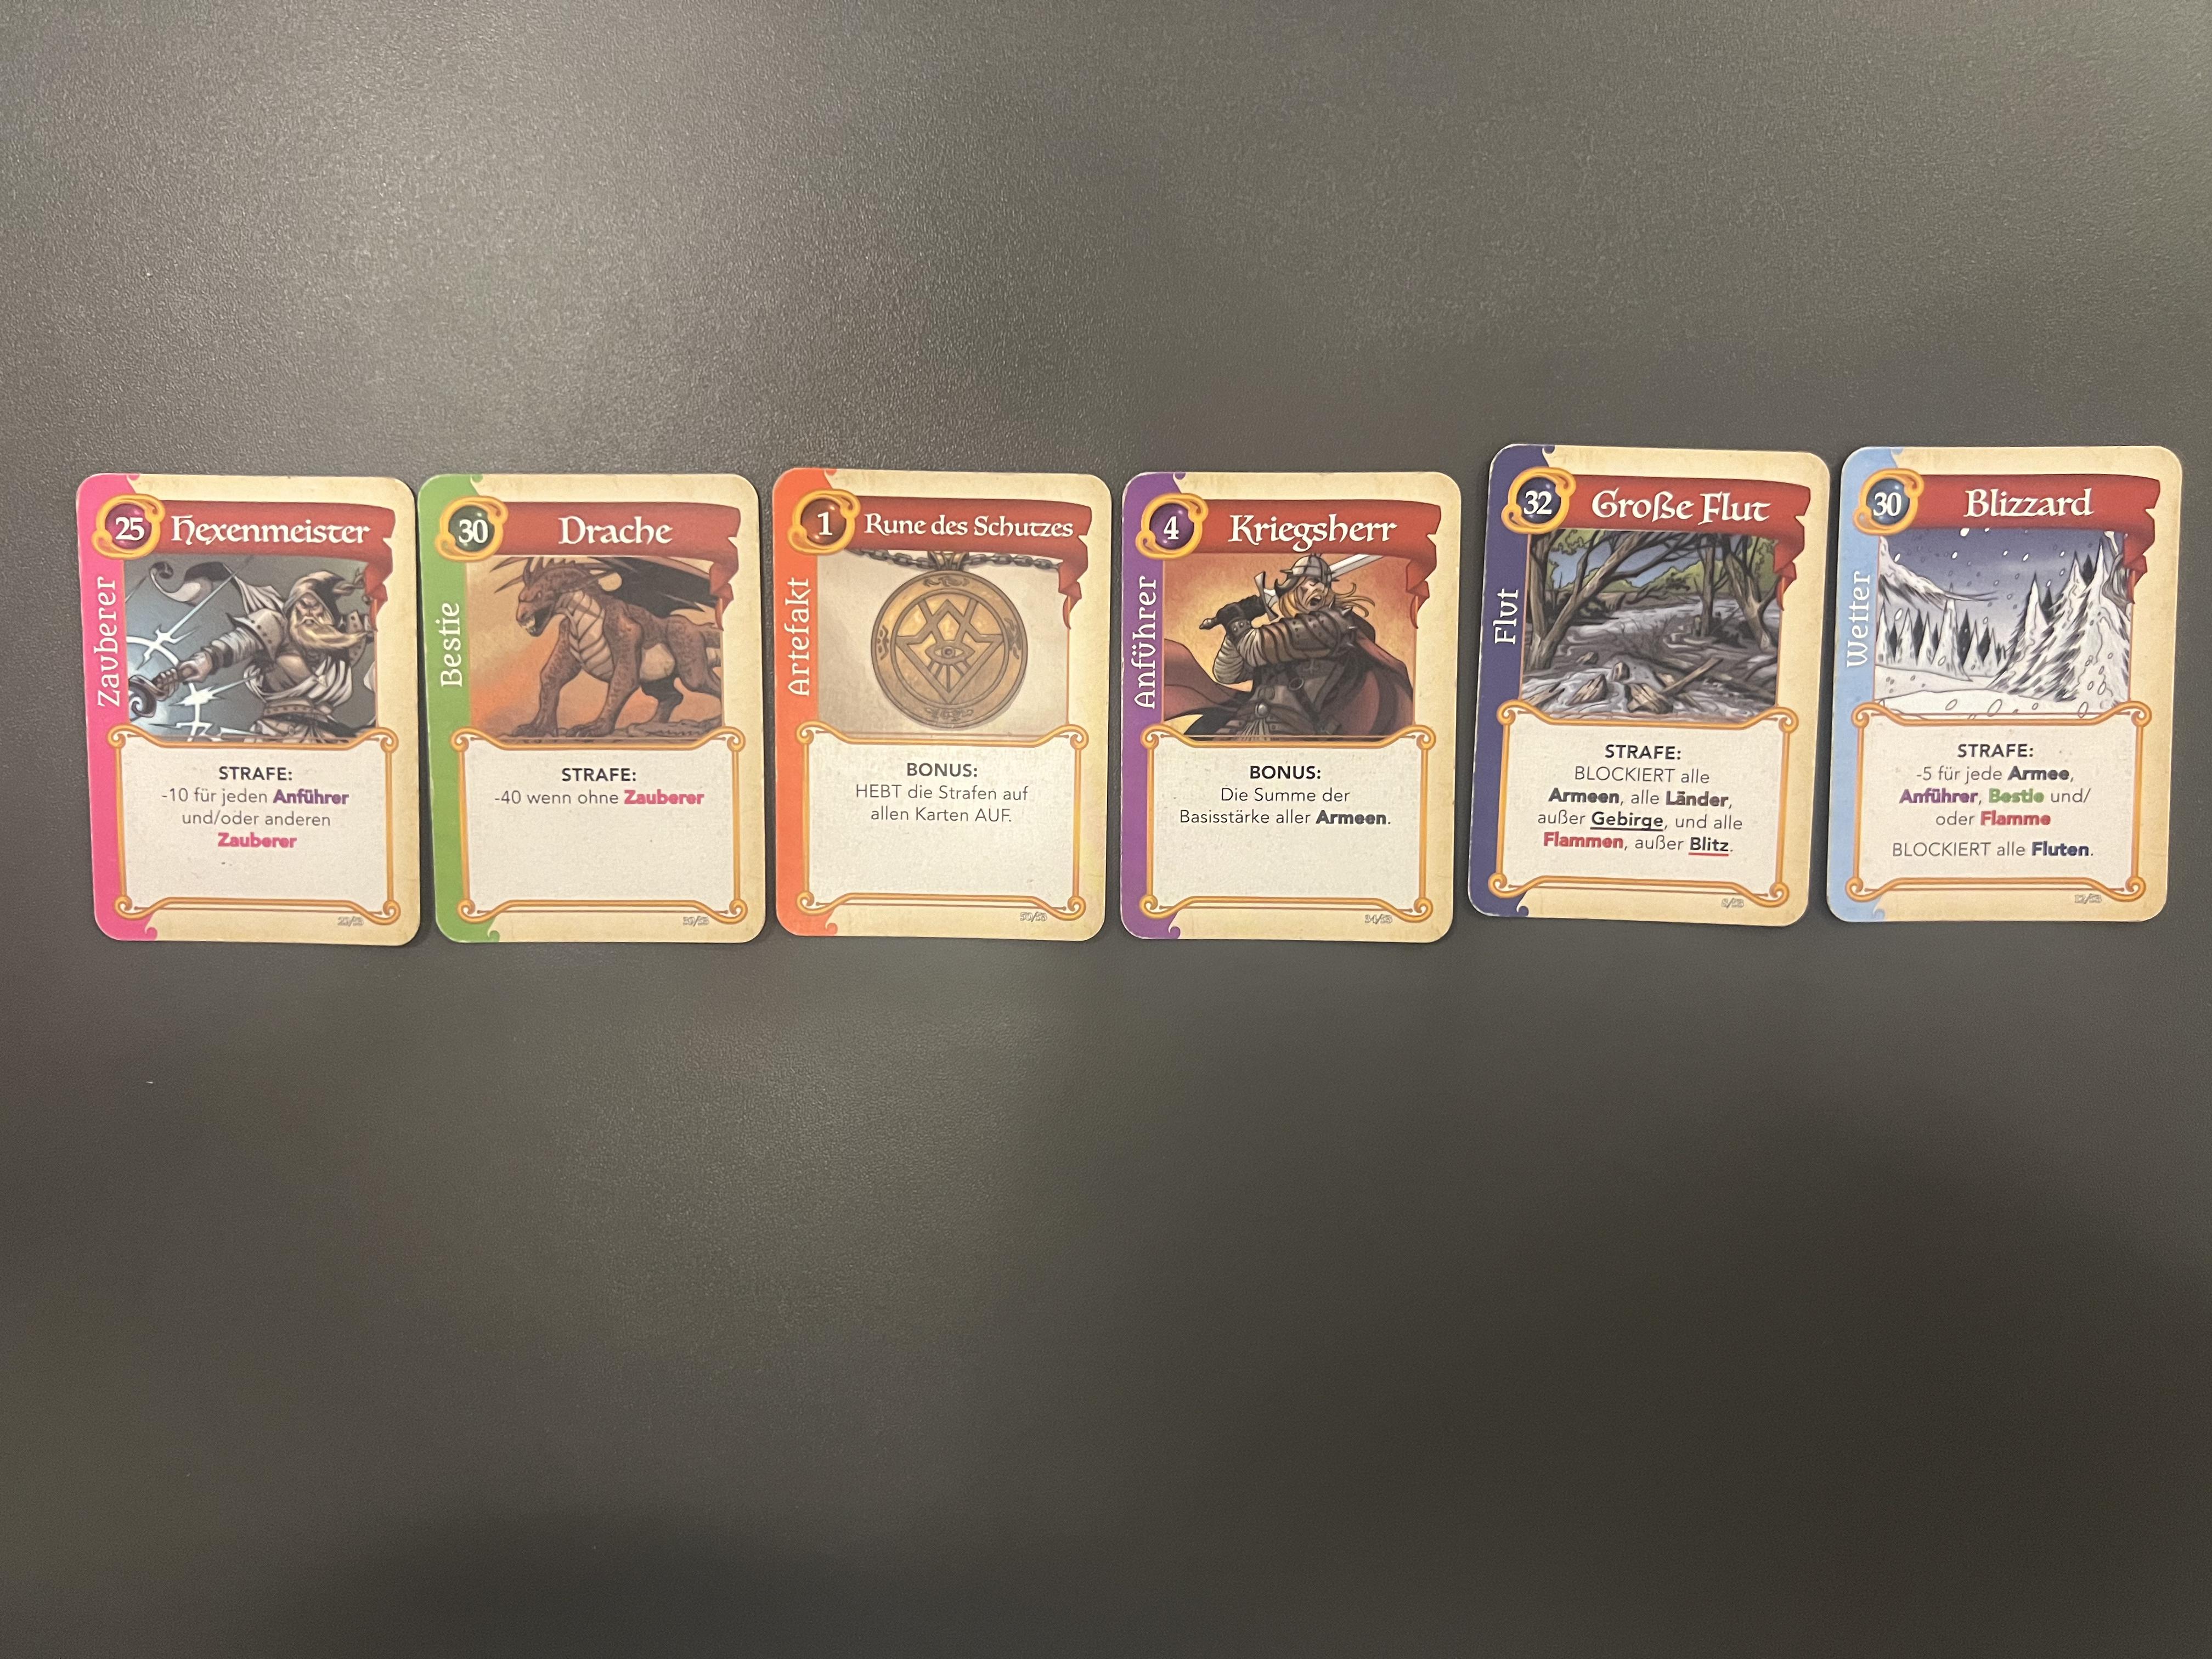 25
Hexenmeister
Zauberer
STRAFE:
-10 für jeden Anführer
und/oder anderen
Zauberer
30
Drache
Bestie
STRAFE:
-40 wenn ohne Zauberer
1
Rune des Schutzes
Artefakt
BONUS:
HEBT die Strafen auf
allen Karten AUF.
4
Kriegsherr
Anführer
BONUS:
Die Summe der
Basisstärke aller Armeen.
34/53
32
Große Flut
Flut
STRAFE:
BLOCKIERT alle
Armeen, alle Länder,
außer Gebirge, und alle
Flammen, außer Blitz.
30
Blizzard
Wetter
STRAFE:
-5 für jede Armee,
Anführer, Bestie und/
oder Flamme
BLOCKIERT alle Fluten.